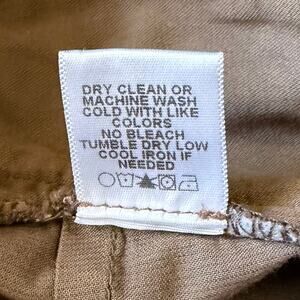 DRY CLEAN OR
MACHINE WASH
COLD WITH LIKE
COLORS
NO BLEACH
TUMBLE DRY LOW
COOL IRON IF
NEEDED